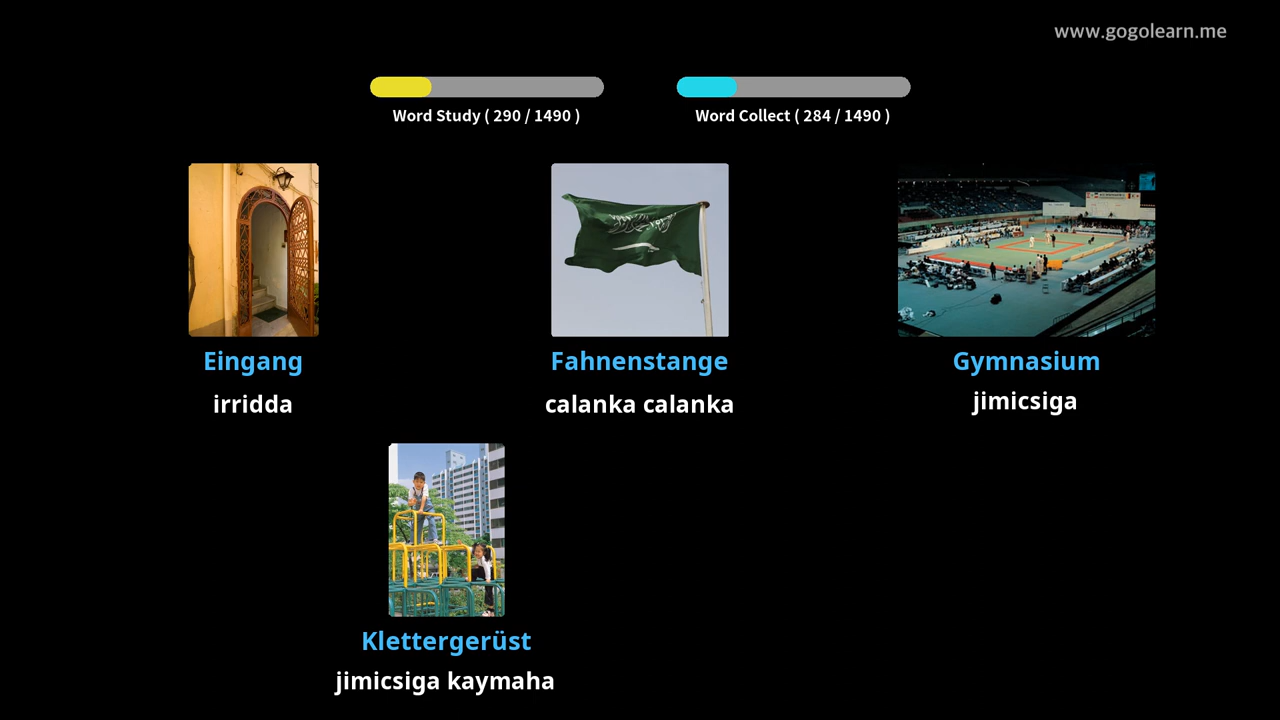 www.gogolearn.me
Word Study ( 290 / 1490 )
Word Collect ( 284 / 1490 )
Eingang
irridda
Fahnenstange
calanka calanka
Gymnasium
jimicsiga
Klettergerüst
jimicsiga kaymaha